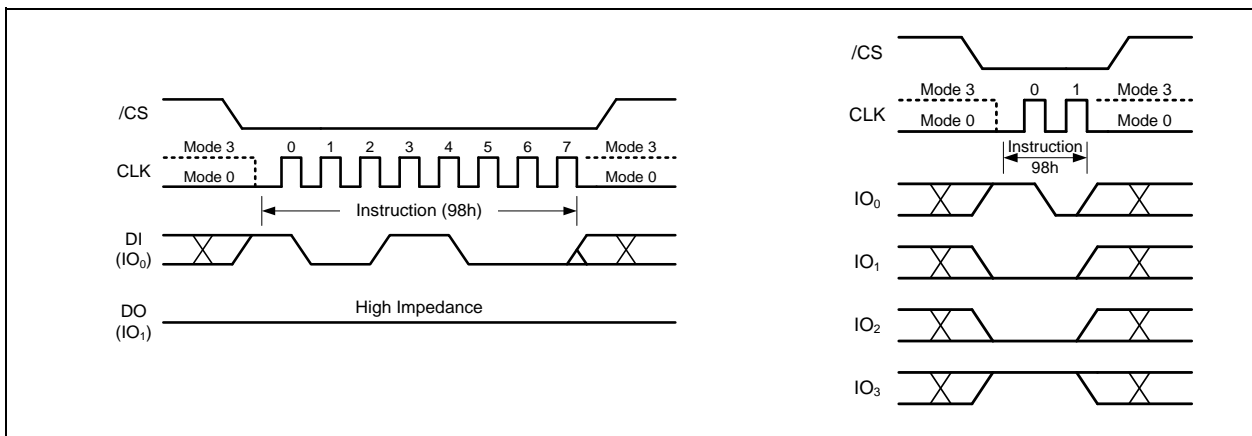 /CS
Mode 3
Mode 0
CLK
0 1 2 3 4 5 6 7
Mode 3
Mode 0
Instruction (98h)
DI
(IO₀)
DO
(IO₁)
High Impedance
/CS
Mode 3
Mode 0
CLK
0 1
Mode 3
Mode 0
Instruction
98h
IO₀
IO₁
IO₂
IO₃